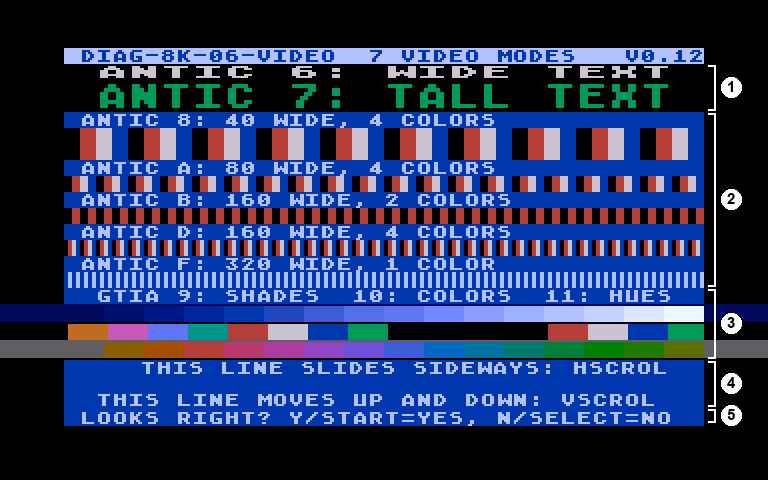 DIAG-8K-06-VIDEO 7 VIDEO MODES V0.12
ANTIC 6: WIDE TEXT
ANTIC 7: TALL TEXT
1
ANTIC 8: 40 WIDE, 4 COLORS
ANTIC A: 80 WIDE, 4 COLORS
ANTIC B: 160 WIDE, 2 COLORS
2
ANTIC D: 160 WIDE, 4 COLORS
ANTIC F: 320 WIDE, 1 COLOR
GTIA 9: SHADES 10: COLORS 11: HUES
3
THIS LINE SLIDES SIDEWAYS: HSCROL
4
THIS LINE MOVES UP AND DOWN: VSCROL
LOOKS RIGHT? Y/START=YES, N/SELECT=NO
5